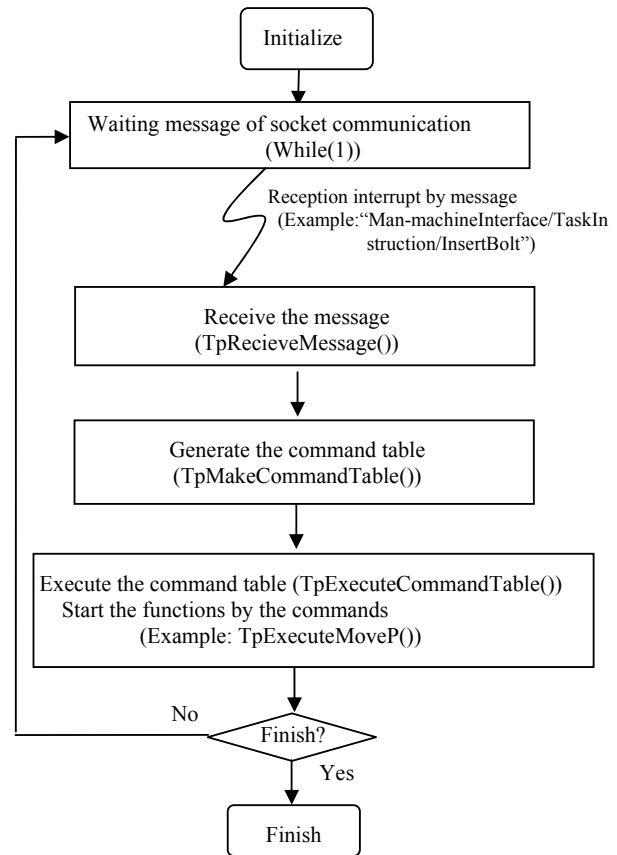 Initialize
Waiting message of socket communication
(While(1))
Reception interrupt by message
(Example:“Man-machineInterface/TaskIn
struction/InsertBolt”)
Receive the message
(TpRecieveMessage())
Generate the command table
(TpMakeCommandTable())
Execute the command table (TpExecuteCommandTable())
Start the functions by the commands
(Example: TpExecuteMoveP())
No
Finish?
Yes
Finish